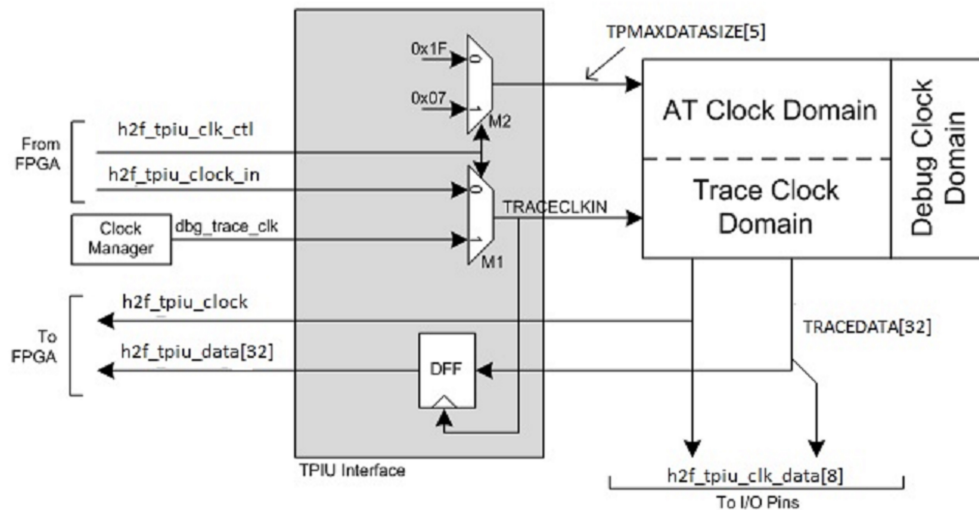 TPMAXDATASIZE[5]
0x1F
0
0x07
1
M2
AT Clock Domain
Debug Clock
Domain
From
FPGA
h2f_tpiu_clk_ctl
h2f_tpiu_clock_in
0
TRACECLKIN
Trace Clock
Domain
Clock
Manager
dbg_trace_clk
1
M1
To
FPGA
h2f_tpiu_clock
h2f_tpiu_data[32]
DFF
TRACEDATA[32]
TPIU Interface
h2f_tpiu_clk_data[8]
To I/O Pins